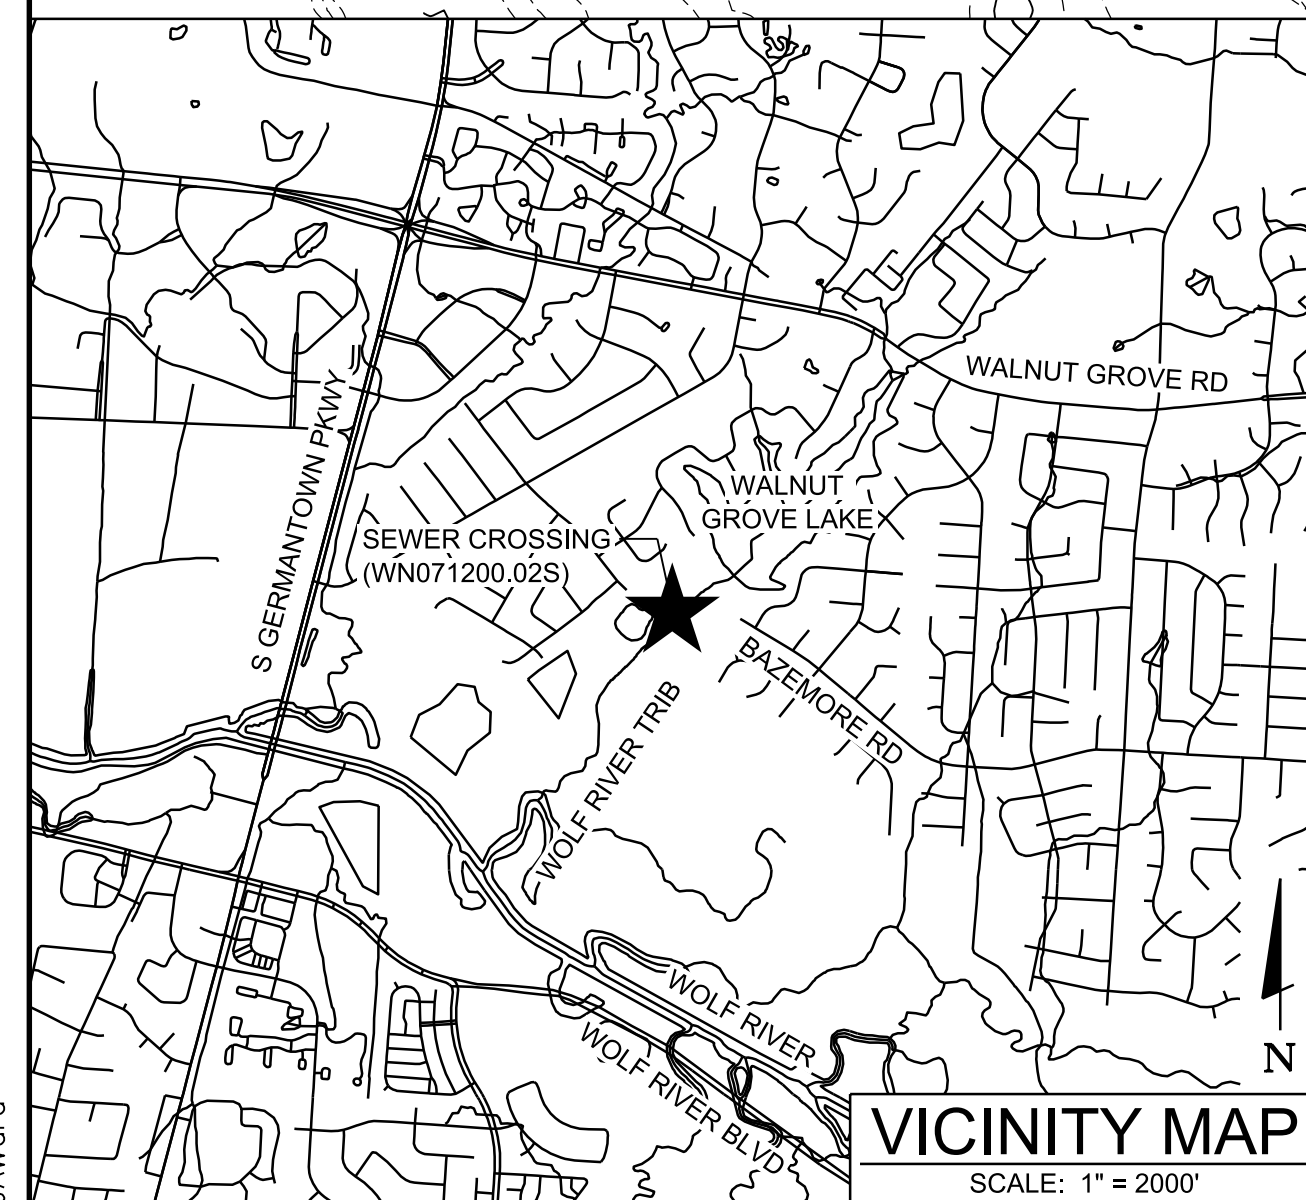 WALNUT GROVE RD
S GERMANTOWN PKWY
WALNUT
GROVE LAKE
SEWER CROSSING
(WN071200.02S)
BAZEMORE RD
WOLF RIVER TRIB
WOLF RIVER
WOLF RIVER BLVD
N
VICINITY MAP
SCALE: 1" = 2000'